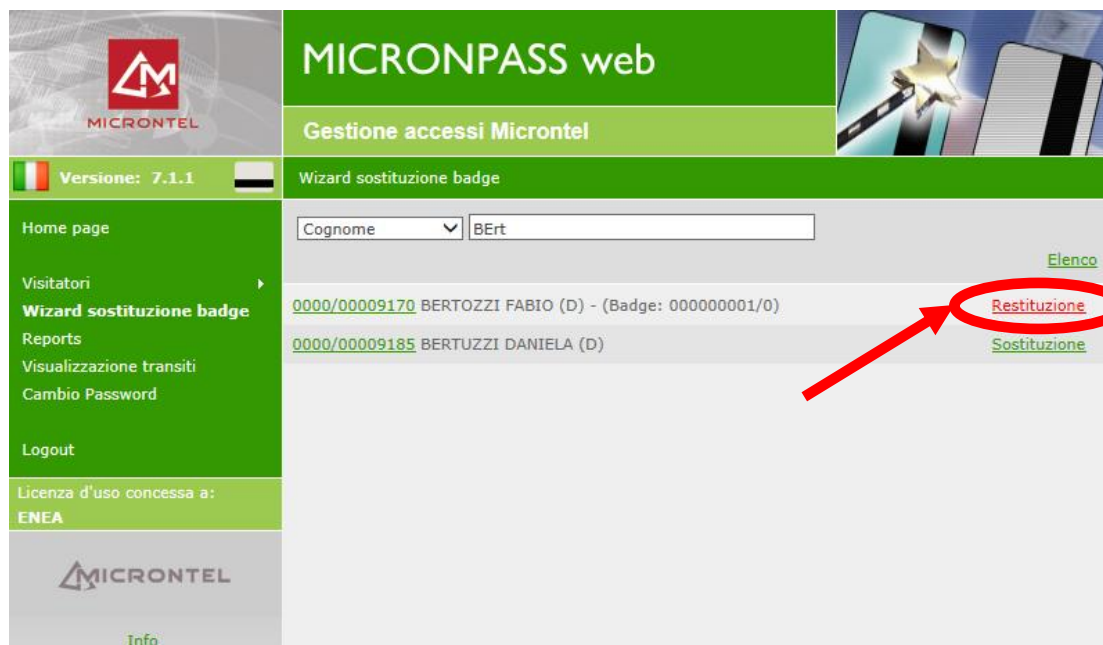 MICRONTEL
MICRONPASS web
Gestione accessi Microntel
Versione: 7.1.1
Wizard sostituzione badge
Home page
Visitatori
Wizard sostituzione badge
Reports
Visualizzazione transiti
Cambio Password
Logout
Licenza d'uso concessa a:
ENEA
MICRONTEL
Info
Cognome BErt
Elenco
0000/00009170 BERTOZZI FABIO (D) - (Badge: 000000001/0) Restituzione
0000/00009185 BERTUZZI DANIELA (D) Sostituzione